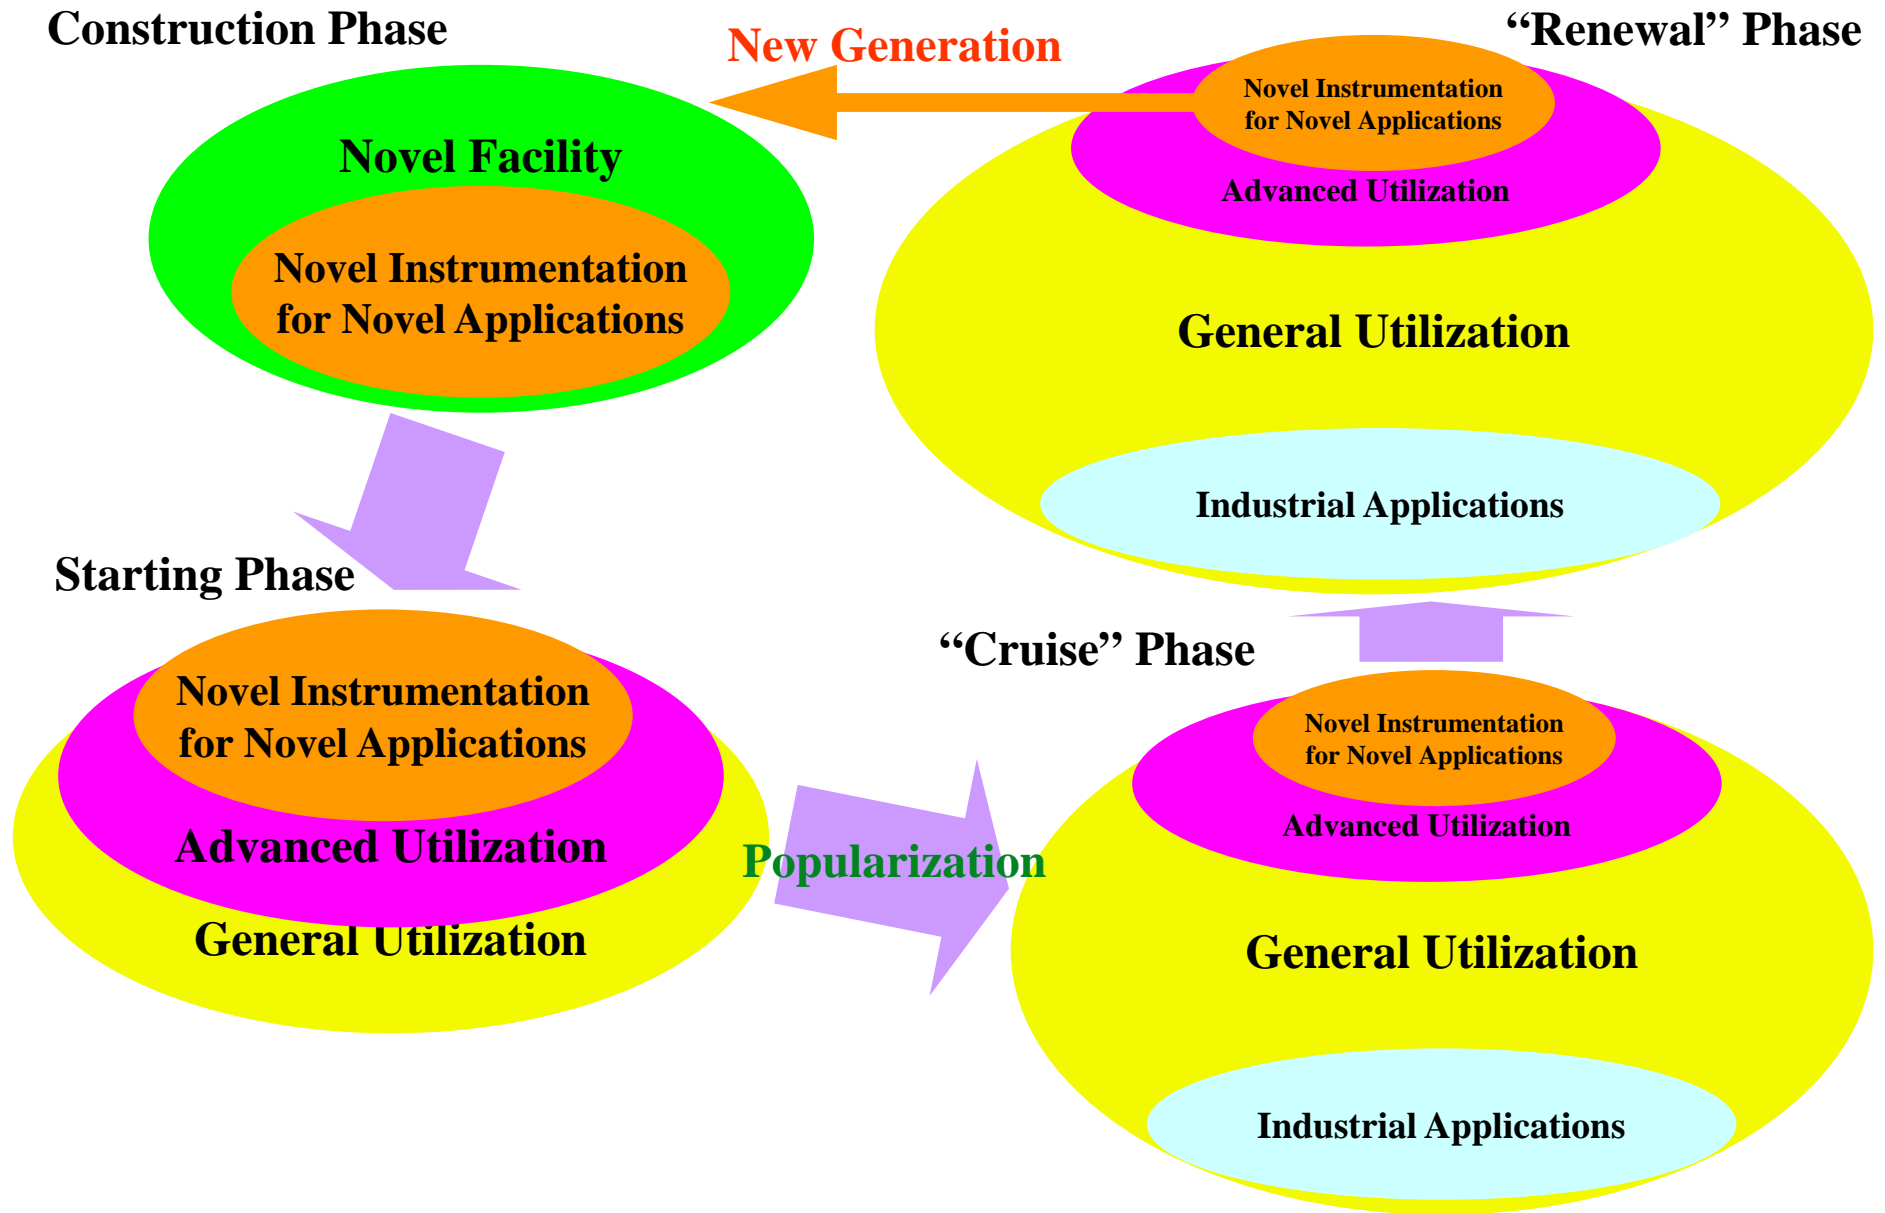 Construction Phase
Novel Facility
Novel Instrumentation
for Novel Applications
New Generation
“Renewal” Phase
Novel Instrumentation
for Novel Applications
Advanced Utilization
General Utilization
Industrial Applications
Starting Phase
Novel Instrumentation
for Novel Applications
Advanced Utilization
General Utilization
Popularization
“Cruise” Phase
Novel Instrumentation
for Novel Applications
Advanced Utilization
General Utilization
Industrial Applications